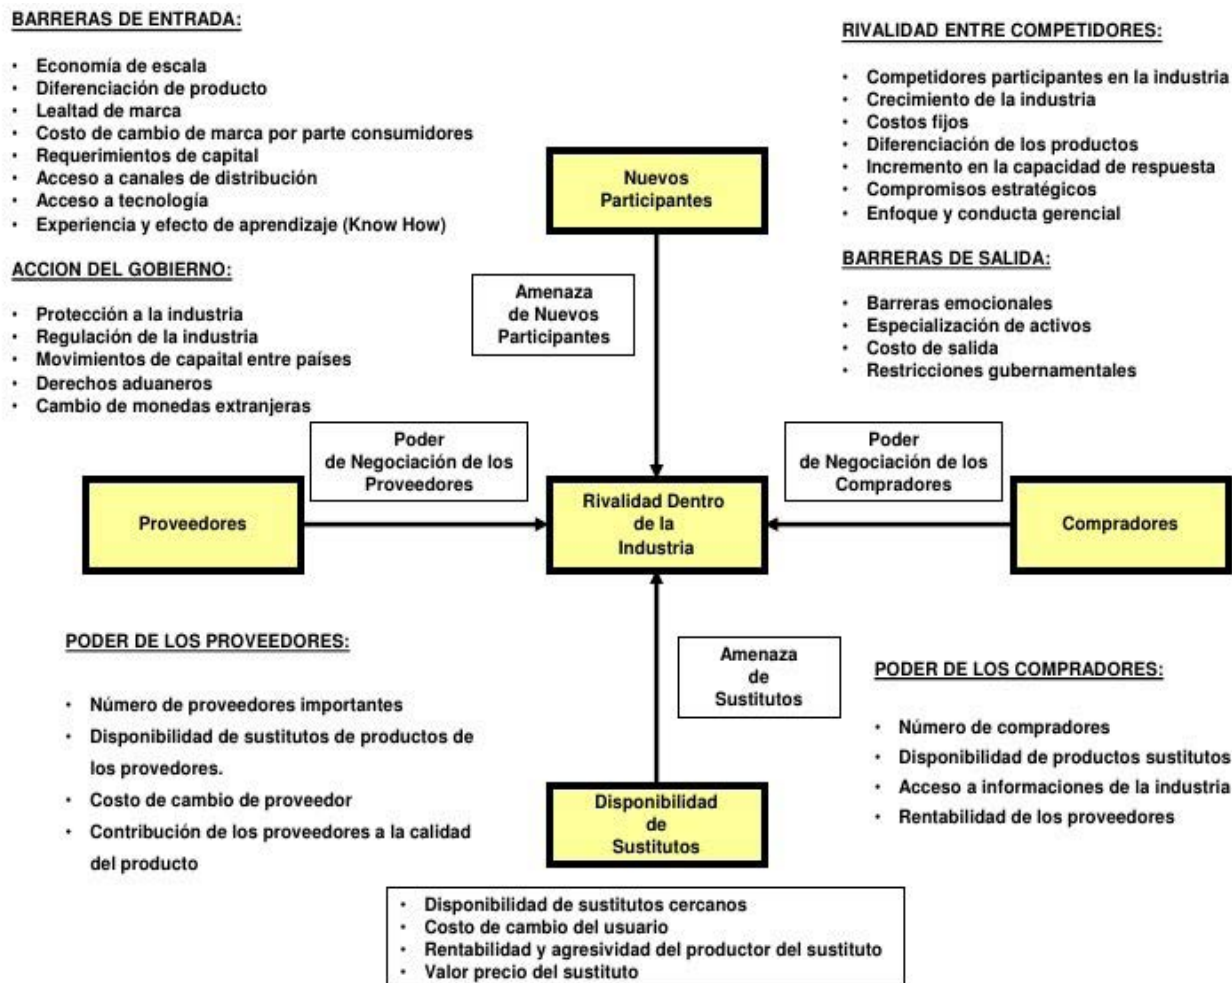 BARRERAS DE ENTRADA:
• Economía de escala
• Diferenciación de producto
• Lealtad de marca
• Costo de cambio de marca por parte consumidores
• Requerimientos de capital
• Acceso a canales de distribución
• Acceso a tecnología
• Experiencia y efecto de aprendizaje (Know How)
ACCION DEL GOBIERNO:
• Protección a la industria
• Regulación de la industria
• Movimientos de capaital entre países
• Derechos aduaneros
• Cambio de monedas extranjeras
RIVALIDAD ENTRE COMPETIDORES:
• Competidores participantes en la industria
• Crecimiento de la industria
• Costos fijos
• Diferenciación de los productos
• Incremento en la capacidad de respuesta
• Compromisos estratégicos
• Enfoque y conducta gerencial
BARRERAS DE SALIDA:
• Barreras emocionales
• Especialización de activos
• Costo de salida
• Restricciones gubernamentales
Nuevos
Participantes
Amenaza
de Nuevos
Participantes
Poder
de Negociación de los
Proveedores
Poder
de Negociación de los
Compradores
Proveedores
Rivalidad Dentro
de la
Industria
Compradores
PODER DE LOS PROVEEDORES:
• Número de proveedores importantes
• Disponibilidad de sustitutos de productos de
los provedores.
• Costo de cambio de proveedor
• Contribución de los proveedores a la calidad
del producto
Amenaza
de
Sustitutos
PODER DE LOS COMPRADORES:
• Número de compradores
• Disponibilidad de productos sustitutos
• Acceso a informaciones de la industria
• Rentabilidad de los proveedores
Disponibilidad
de
Sustitutos
• Disponibilidad de sustitutos cercanos
• Costo de cambio del usuario
• Rentabilidad y agresividad del productor del sustituto
• Valor precio del sustituto